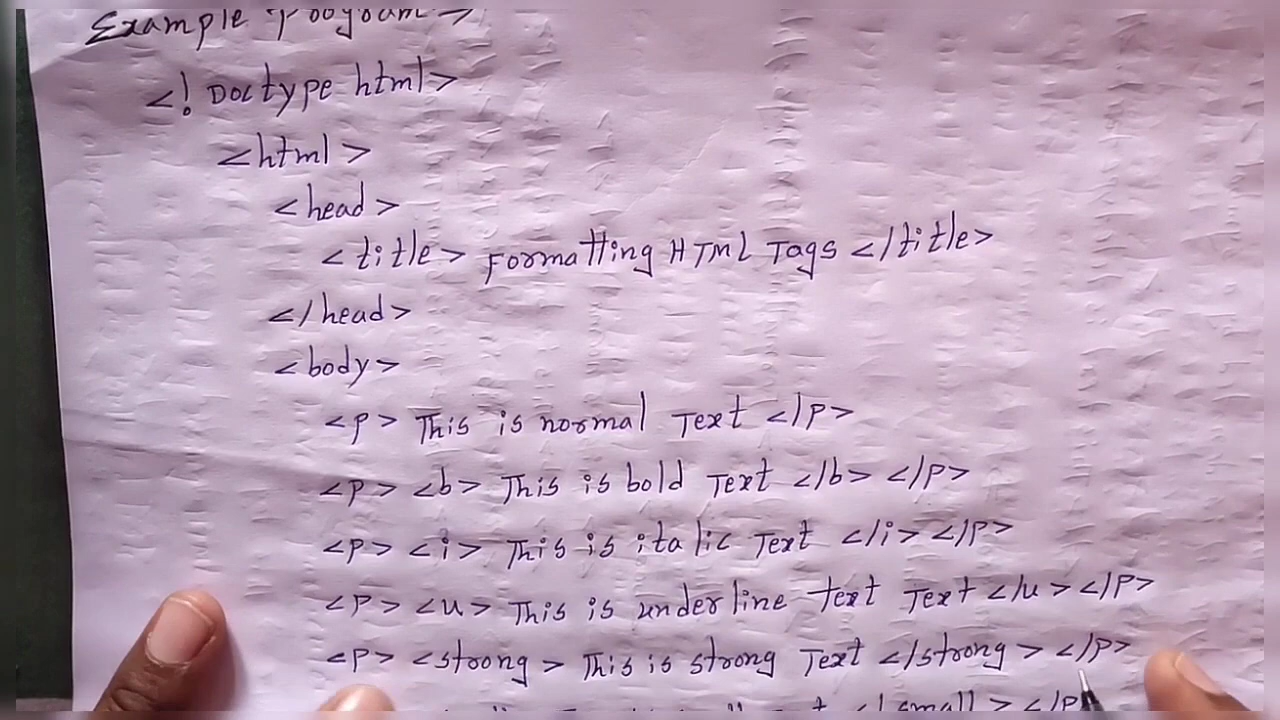 Example Program →
<! Doctype html>
<html>
<head>
<title> Formatting HTML Tags </title>
</head>
<body>
<p> This is normal Text </p>
<p> <b> This is bold Text </b> </p>
<p> <i> This is italic Text </i> </p>
<p> <u> This is underline text Text </u> </p>
<p> <strong> This is strong Text </strong> </p>
</small> </p>